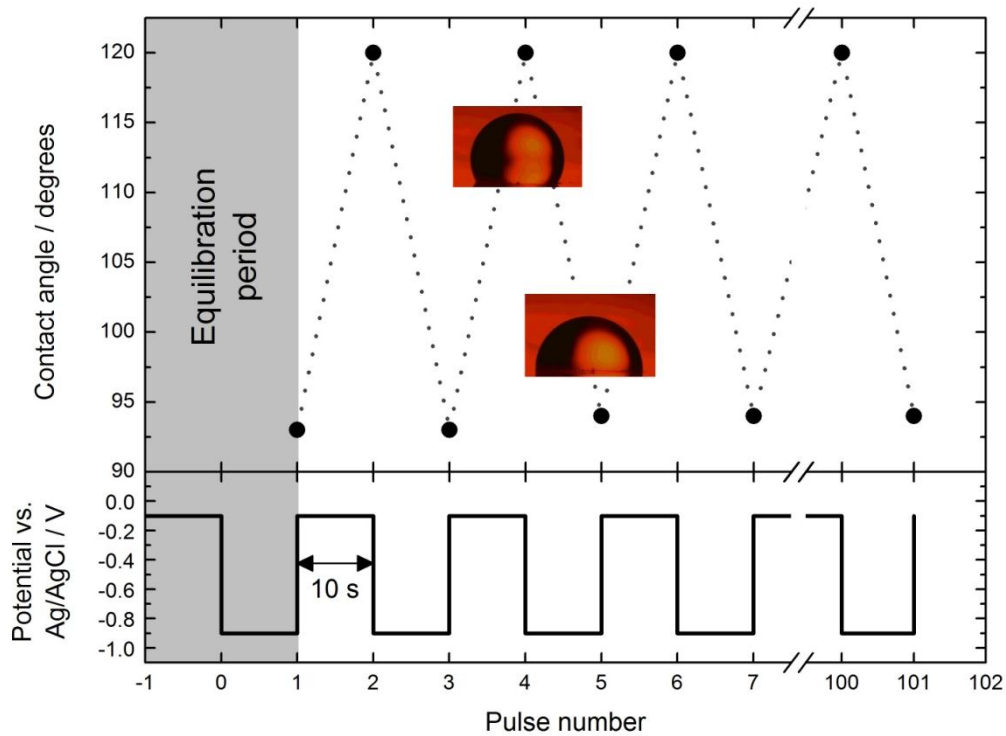 120
115
110
105
100
95
90
Contact angle / degrees
Equilibration
period
0.0
-0.2
-0.4
-0.6
-0.8
-1.0
Potential vs.
Ag/AgCl / V
10 s
-1 0 1 2 3 4 5 6 7 100 101 102
Pulse number